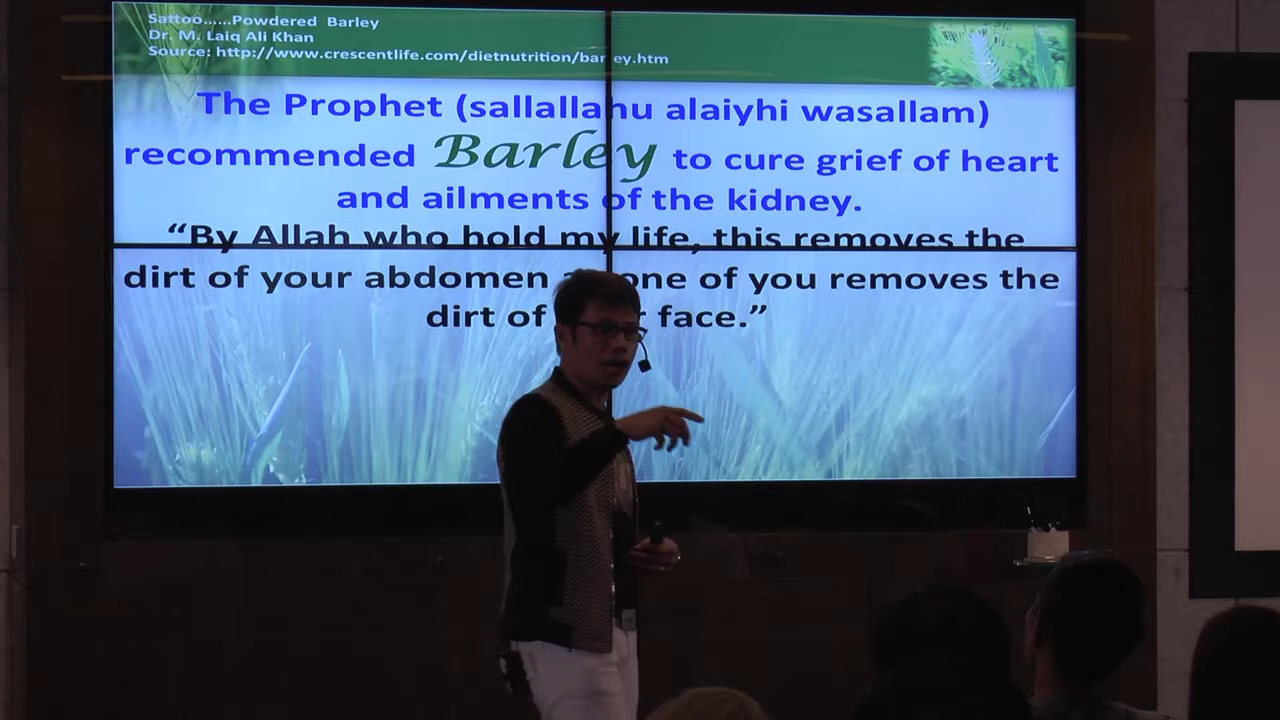 Sattoo......Powdered Barley
Dr. M. Laiq Ali Khan
Source: http://www.crescentlife.com/dietnutrition/barley.htm
The Prophet (sallallahu alaiyhi wasallam)
recommended Barley to cure grief of heart
and ailments of the kidney.
“By Allah who hold my life, this removes the
dirt of your abdomen one of you removes the
dirt of face.”